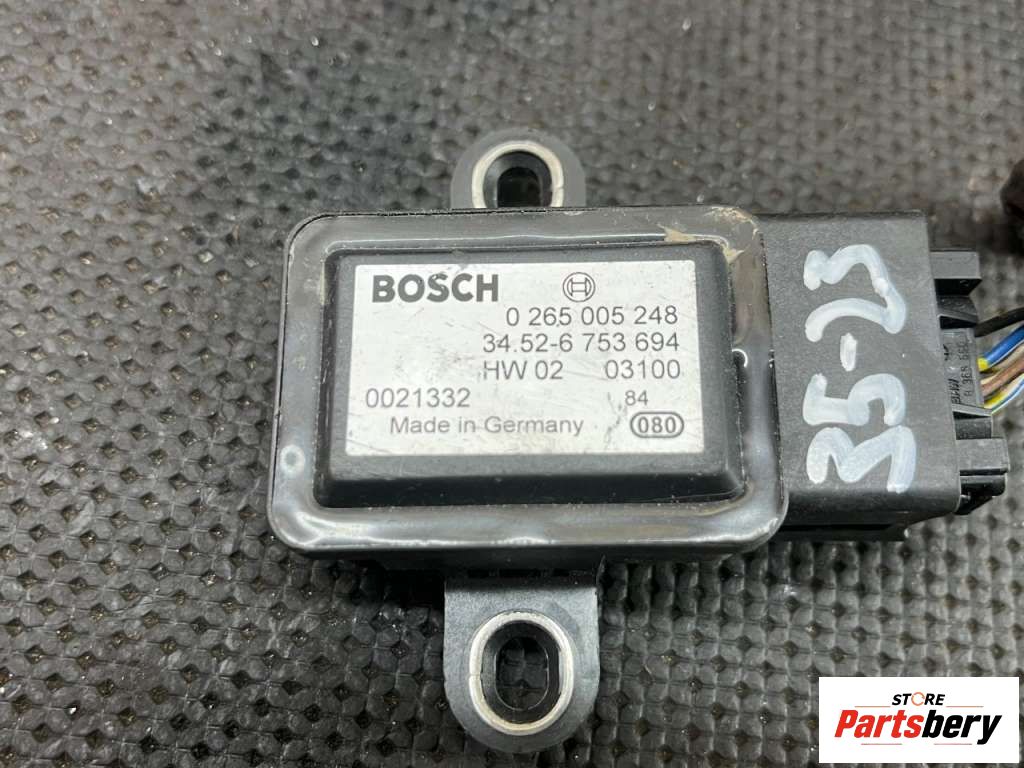 BOSCH
0 265 005 248
34.52-6 753 694
HW 02 03100
0021332 84
Made in Germany 080
35-23
STORE
Partsbery